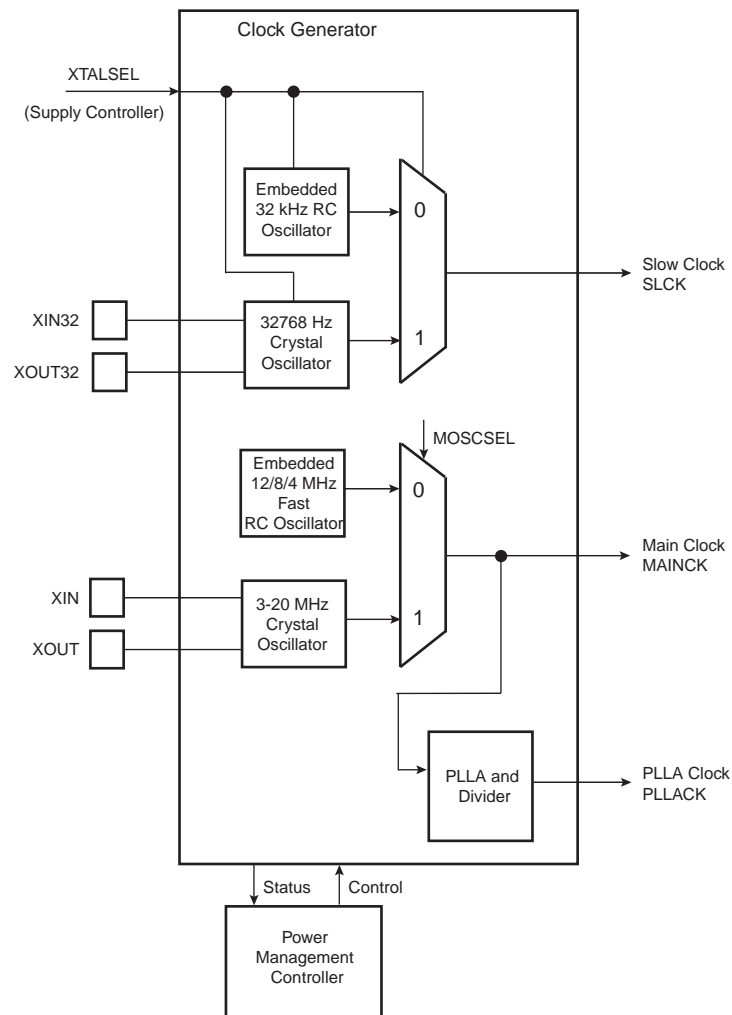 Clock Generator
XTALSEL
(Supply Controller)
Embedded
32 kHz RC
Oscillator
0
Slow Clock
SLCK
XIN32
32768 Hz
Crystal
Oscillator
1
XOUT32
MOSCSEL
Embedded
12/8/4 MHz
Fast
RC Oscillator
0
Main Clock
MAINCK
XIN
3-20 MHz
Crystal
Oscillator
1
XOUT
PLLA and
Divider
PLLA Clock
PLLACK
Status
Control
Power
Management
Controller